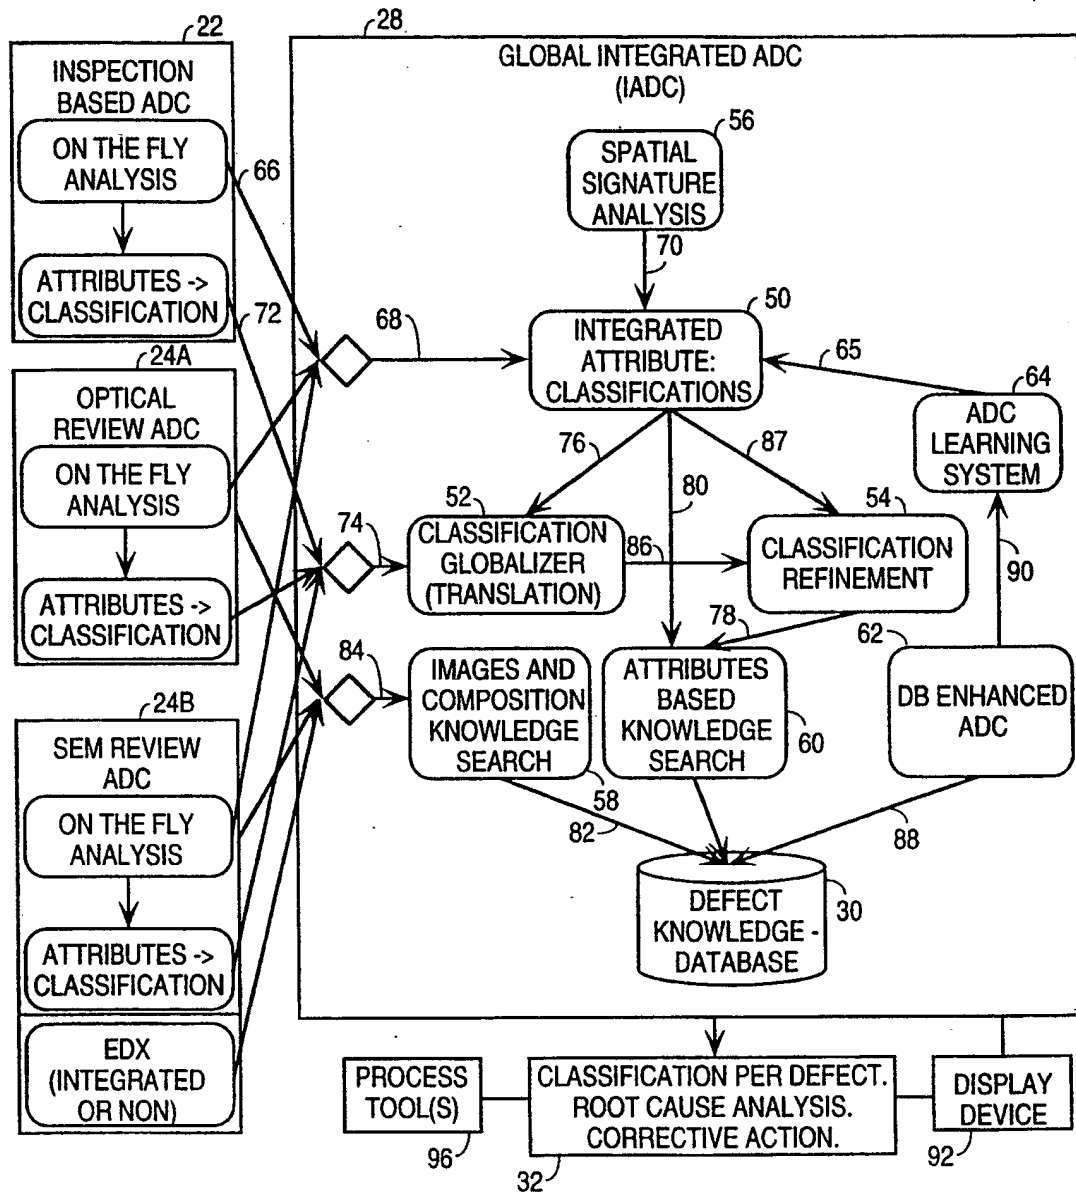 22
INSPECTION
BASED ADC
ON THE FLY
ANALYSIS
ATTRIBUTES ->
CLASSIFICATION
66
72
24A
OPTICAL
REVIEW ADC
ON THE FLY
ANALYSIS
ATTRIBUTES ->
CLASSIFICATION
24B
SEM REVIEW
ADC
ON THE FLY
ANALYSIS
ATTRIBUTES ->
CLASSIFICATION
EDX
(INTEGRATED
OR NON)
28
GLOBAL INTEGRATED ADC
(IADC)
56
SPATIAL
SIGNATURE
ANALYSIS
70
50
68
INTEGRATED
ATTRIBUTE:
CLASSIFICATIONS
65
64
ADC
LEARNING
SYSTEM
76
80
87
52
74
CLASSIFICATION
GLOBALIZER
(TRANSLATION)
86
54
CLASSIFICATION
REFINEMENT
90
78
62
84
IMAGES AND
COMPOSITION
KNOWLEDGE
SEARCH
58
ATTRIBUTES
BASED
KNOWLEDGE
SEARCH
60
DB ENHANCED
ADC
82
88
DEFECT
KNOWLEDGE -
DATABASE
30
PROCESS
TOOL(S)
96
CLASSIFICATION PER DEFECT.
ROOT CAUSE ANALYSIS.
CORRECTIVE ACTION.
32
DISPLAY
DEVICE
92